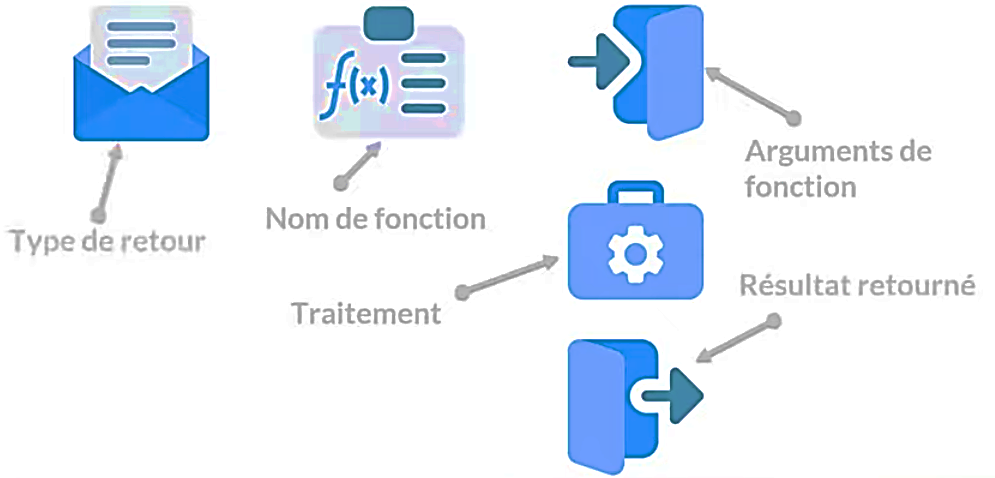 f(x)
Arguments de
fonction
Nom de fonction
Type de retour
Résultat retourné
Traitement